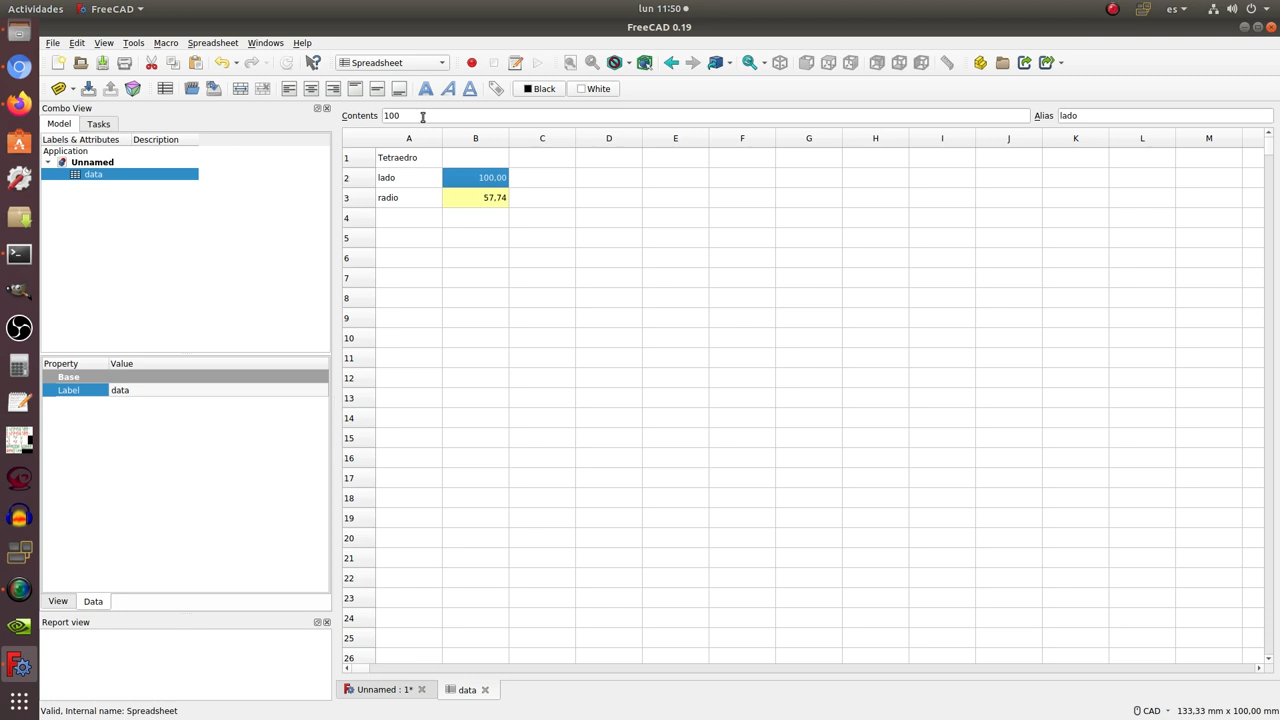 Actividades FreeCAD lun 11:50 es
FreeCAD 0.19
File Edit View Tools Macro Spreadsheet Windows Help
Spreadsheet
Black White
Combo View
Contents 100 Alias lado
Model Tasks
Labels & Attributes Description
Application
Unnamed
data
A B C D E F G H I J K L M
1 Tetraedro
2 lado 100,00
3 radio 57,74
4
5
6
7
8
9
10
11
12
13
14
15
16
17
18
19
20
21
22
23
24
25
26
Property Value
Base
Label data
View Data
Report view
Unnamed : 1* data
Valid, Internal name: Spreadsheet CAD 133,33 mm x 100,00 mm